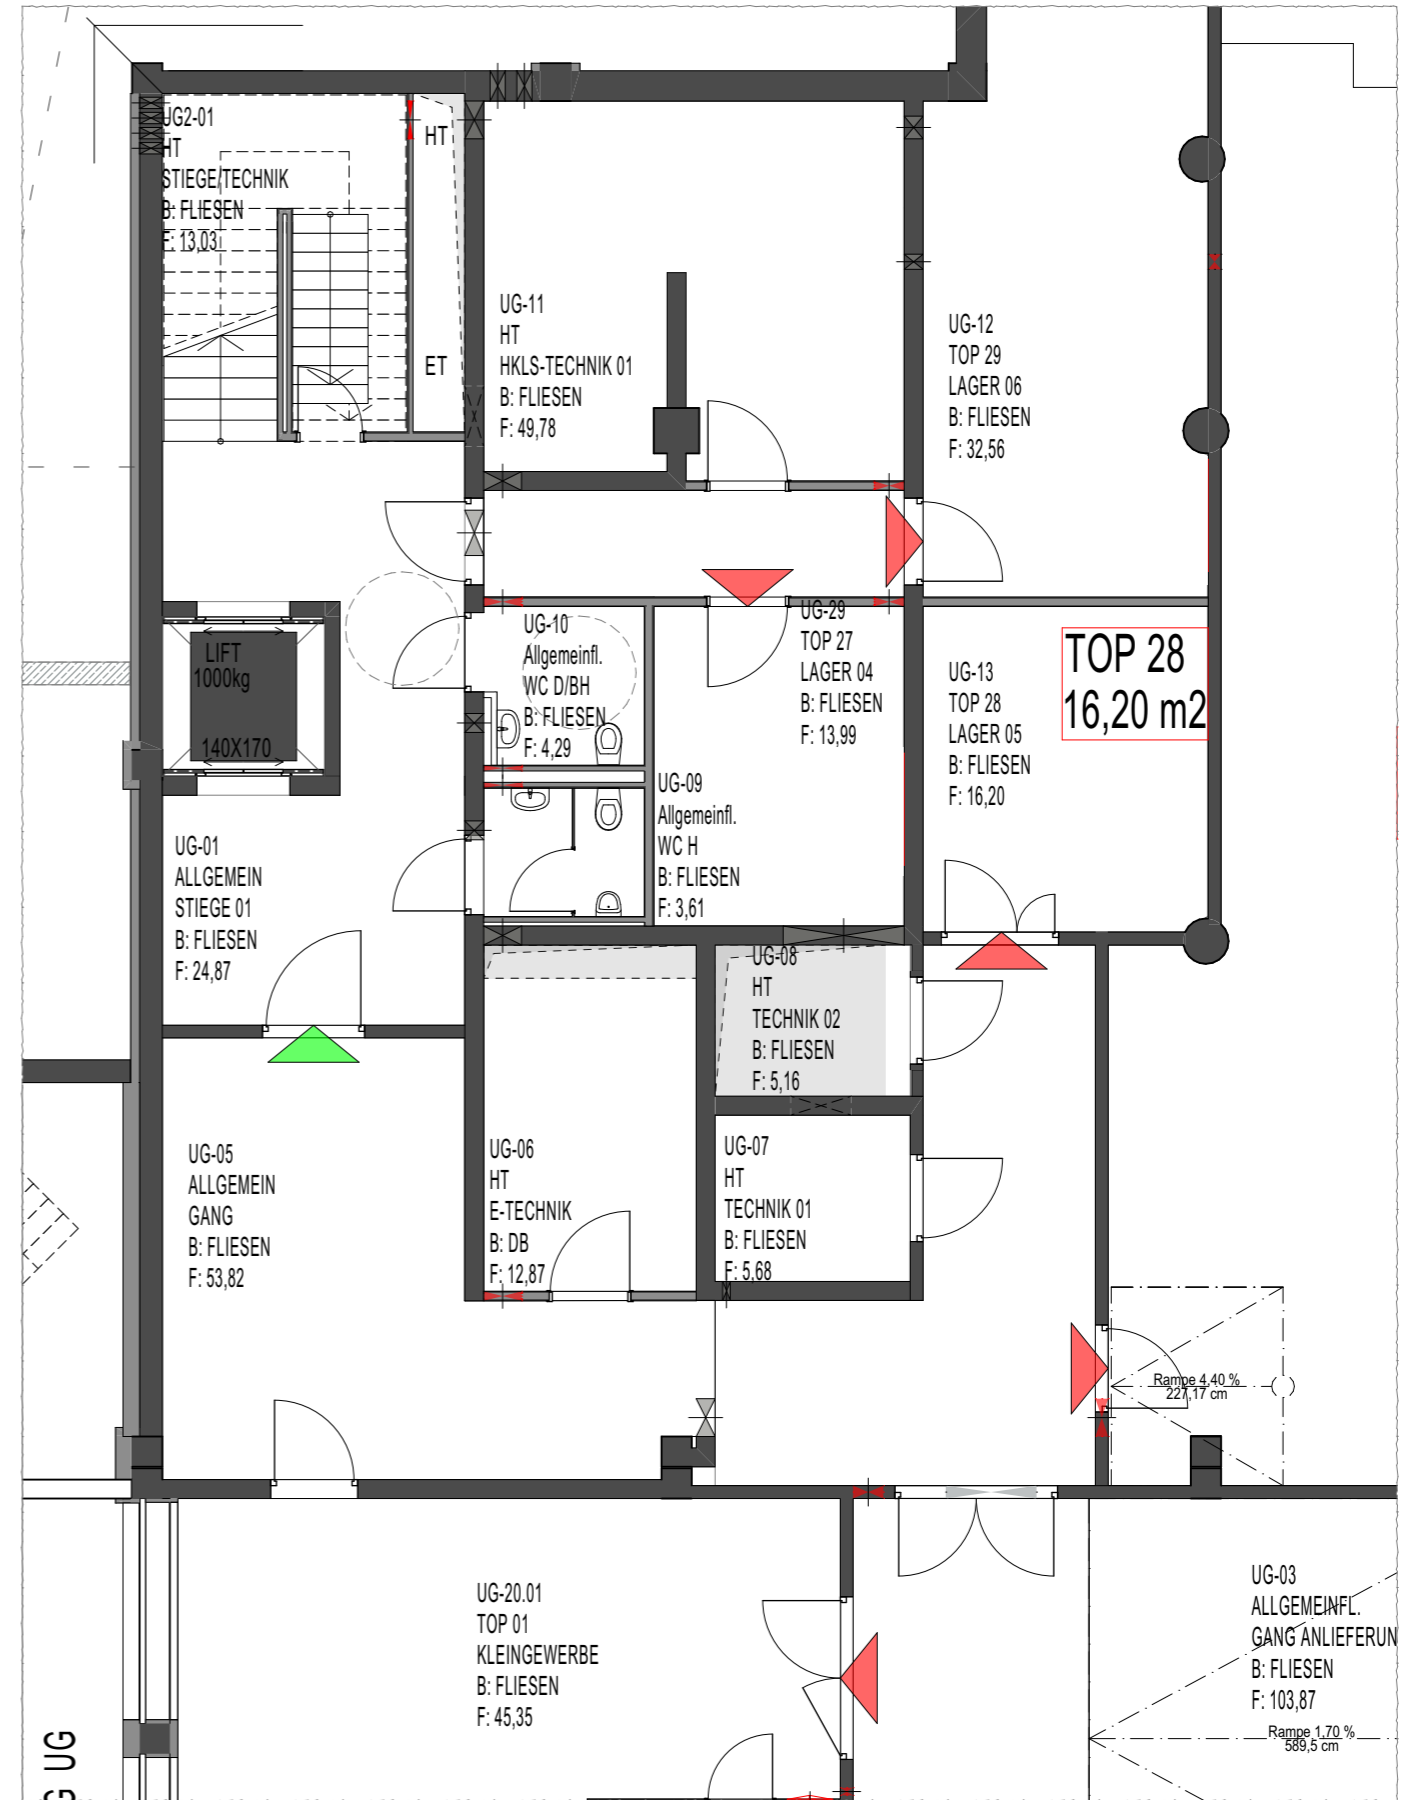 UG2-01
HT
STIEGE/TECHNIK
B: FLIESEN
F: 13,03
HT
ET
UG-11
HT
HKLS-TECHNIK 01
B: FLIESEN
F: 49,78
UG-12
TOP 29
LAGER 06
B: FLIESEN
F: 32,56
LIFT
1000kg
140X170
UG-10
Allgemeinfl.
WC D/BH
B: FLIESEN
F: 4,29
UG-29
TOP 27
LAGER 04
B: FLIESEN
F: 13,99
UG-13
TOP 28
LAGER 05
B: FLIESEN
F: 16,20
TOP 28
16,20 m2
UG-09
Allgemeinfl.
WC H
B: FLIESEN
F: 3,61
UG-01
ALLGEMEIN
STIEGE 01
B: FLIESEN
F: 24,87
UG-08
HT
TECHNIK 02
B: FLIESEN
F: 5,16
UG-05
ALLGEMEIN
GANG
B: FLIESEN
F: 53,82
UG-06
HT
E-TECHNIK
B: DB
F: 12,87
UG-07
HT
TECHNIK 01
B: FLIESEN
F: 5,68
Rampe 4,40 %
227,17 cm
UG-20.01
TOP 01
KLEINGEWERBE
B: FLIESEN
F: 45,35
UG-03
ALLGEMEINFL.
GANG ANLIEFERUN
B: FLIESEN
F: 103,87
Rampe 1,70 %
589,5 cm
G UG